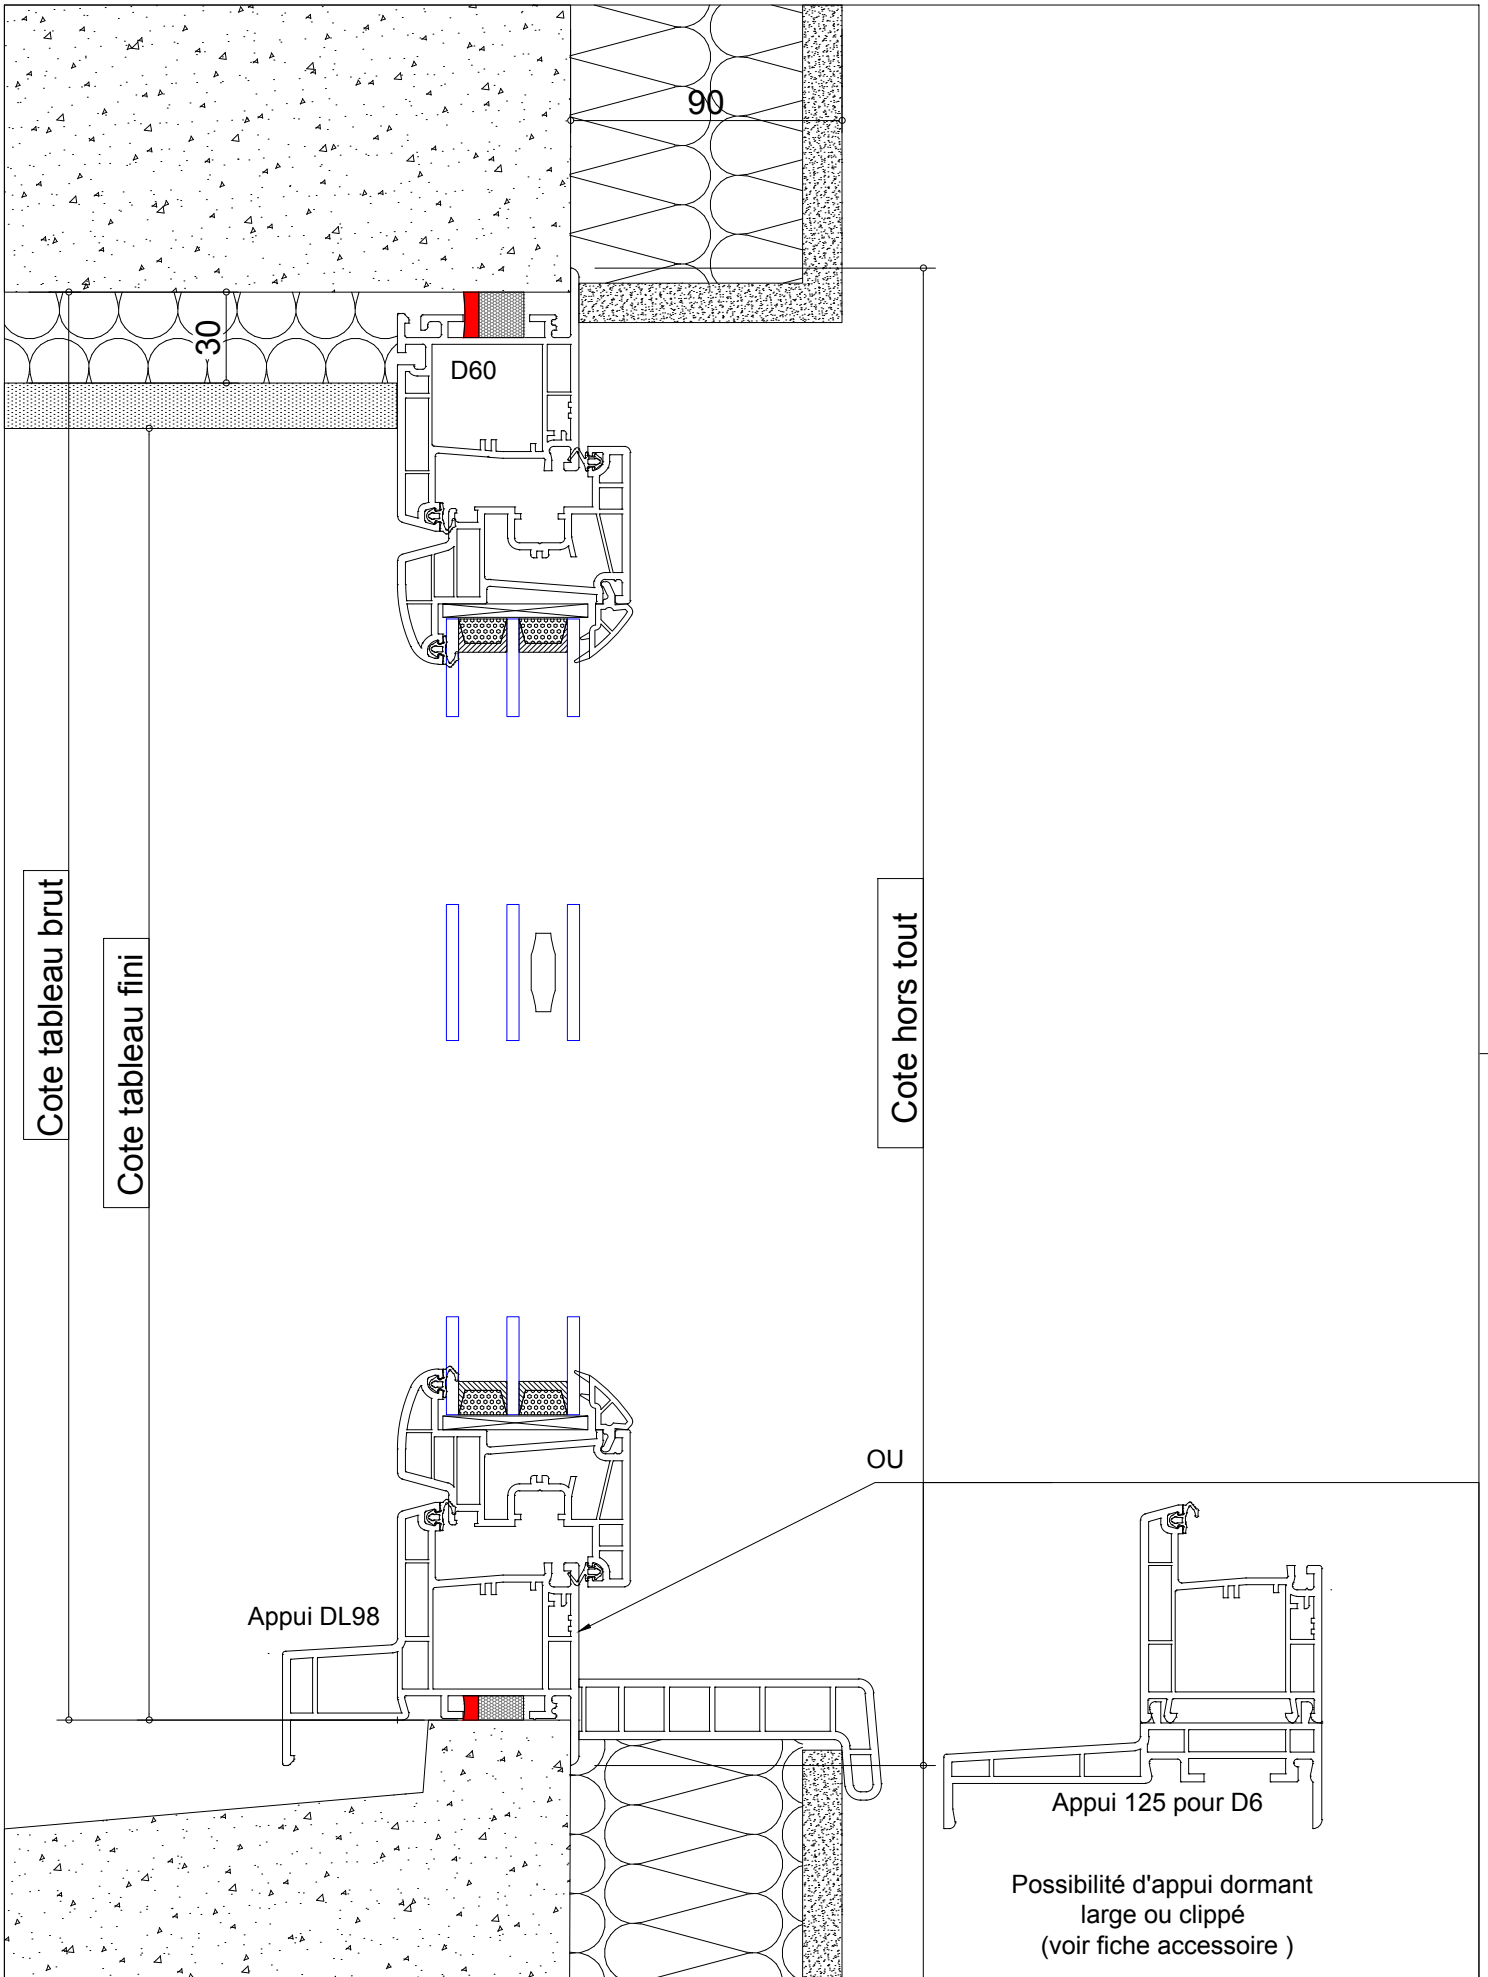 90
30
D60
Cote tableau brut
Cote tableau fini
Cote hors tout
OU
Appui DL98
Appui 125 pour D6
Possibilité d'appui dormant
large ou clippé
(voir fiche accessoire )